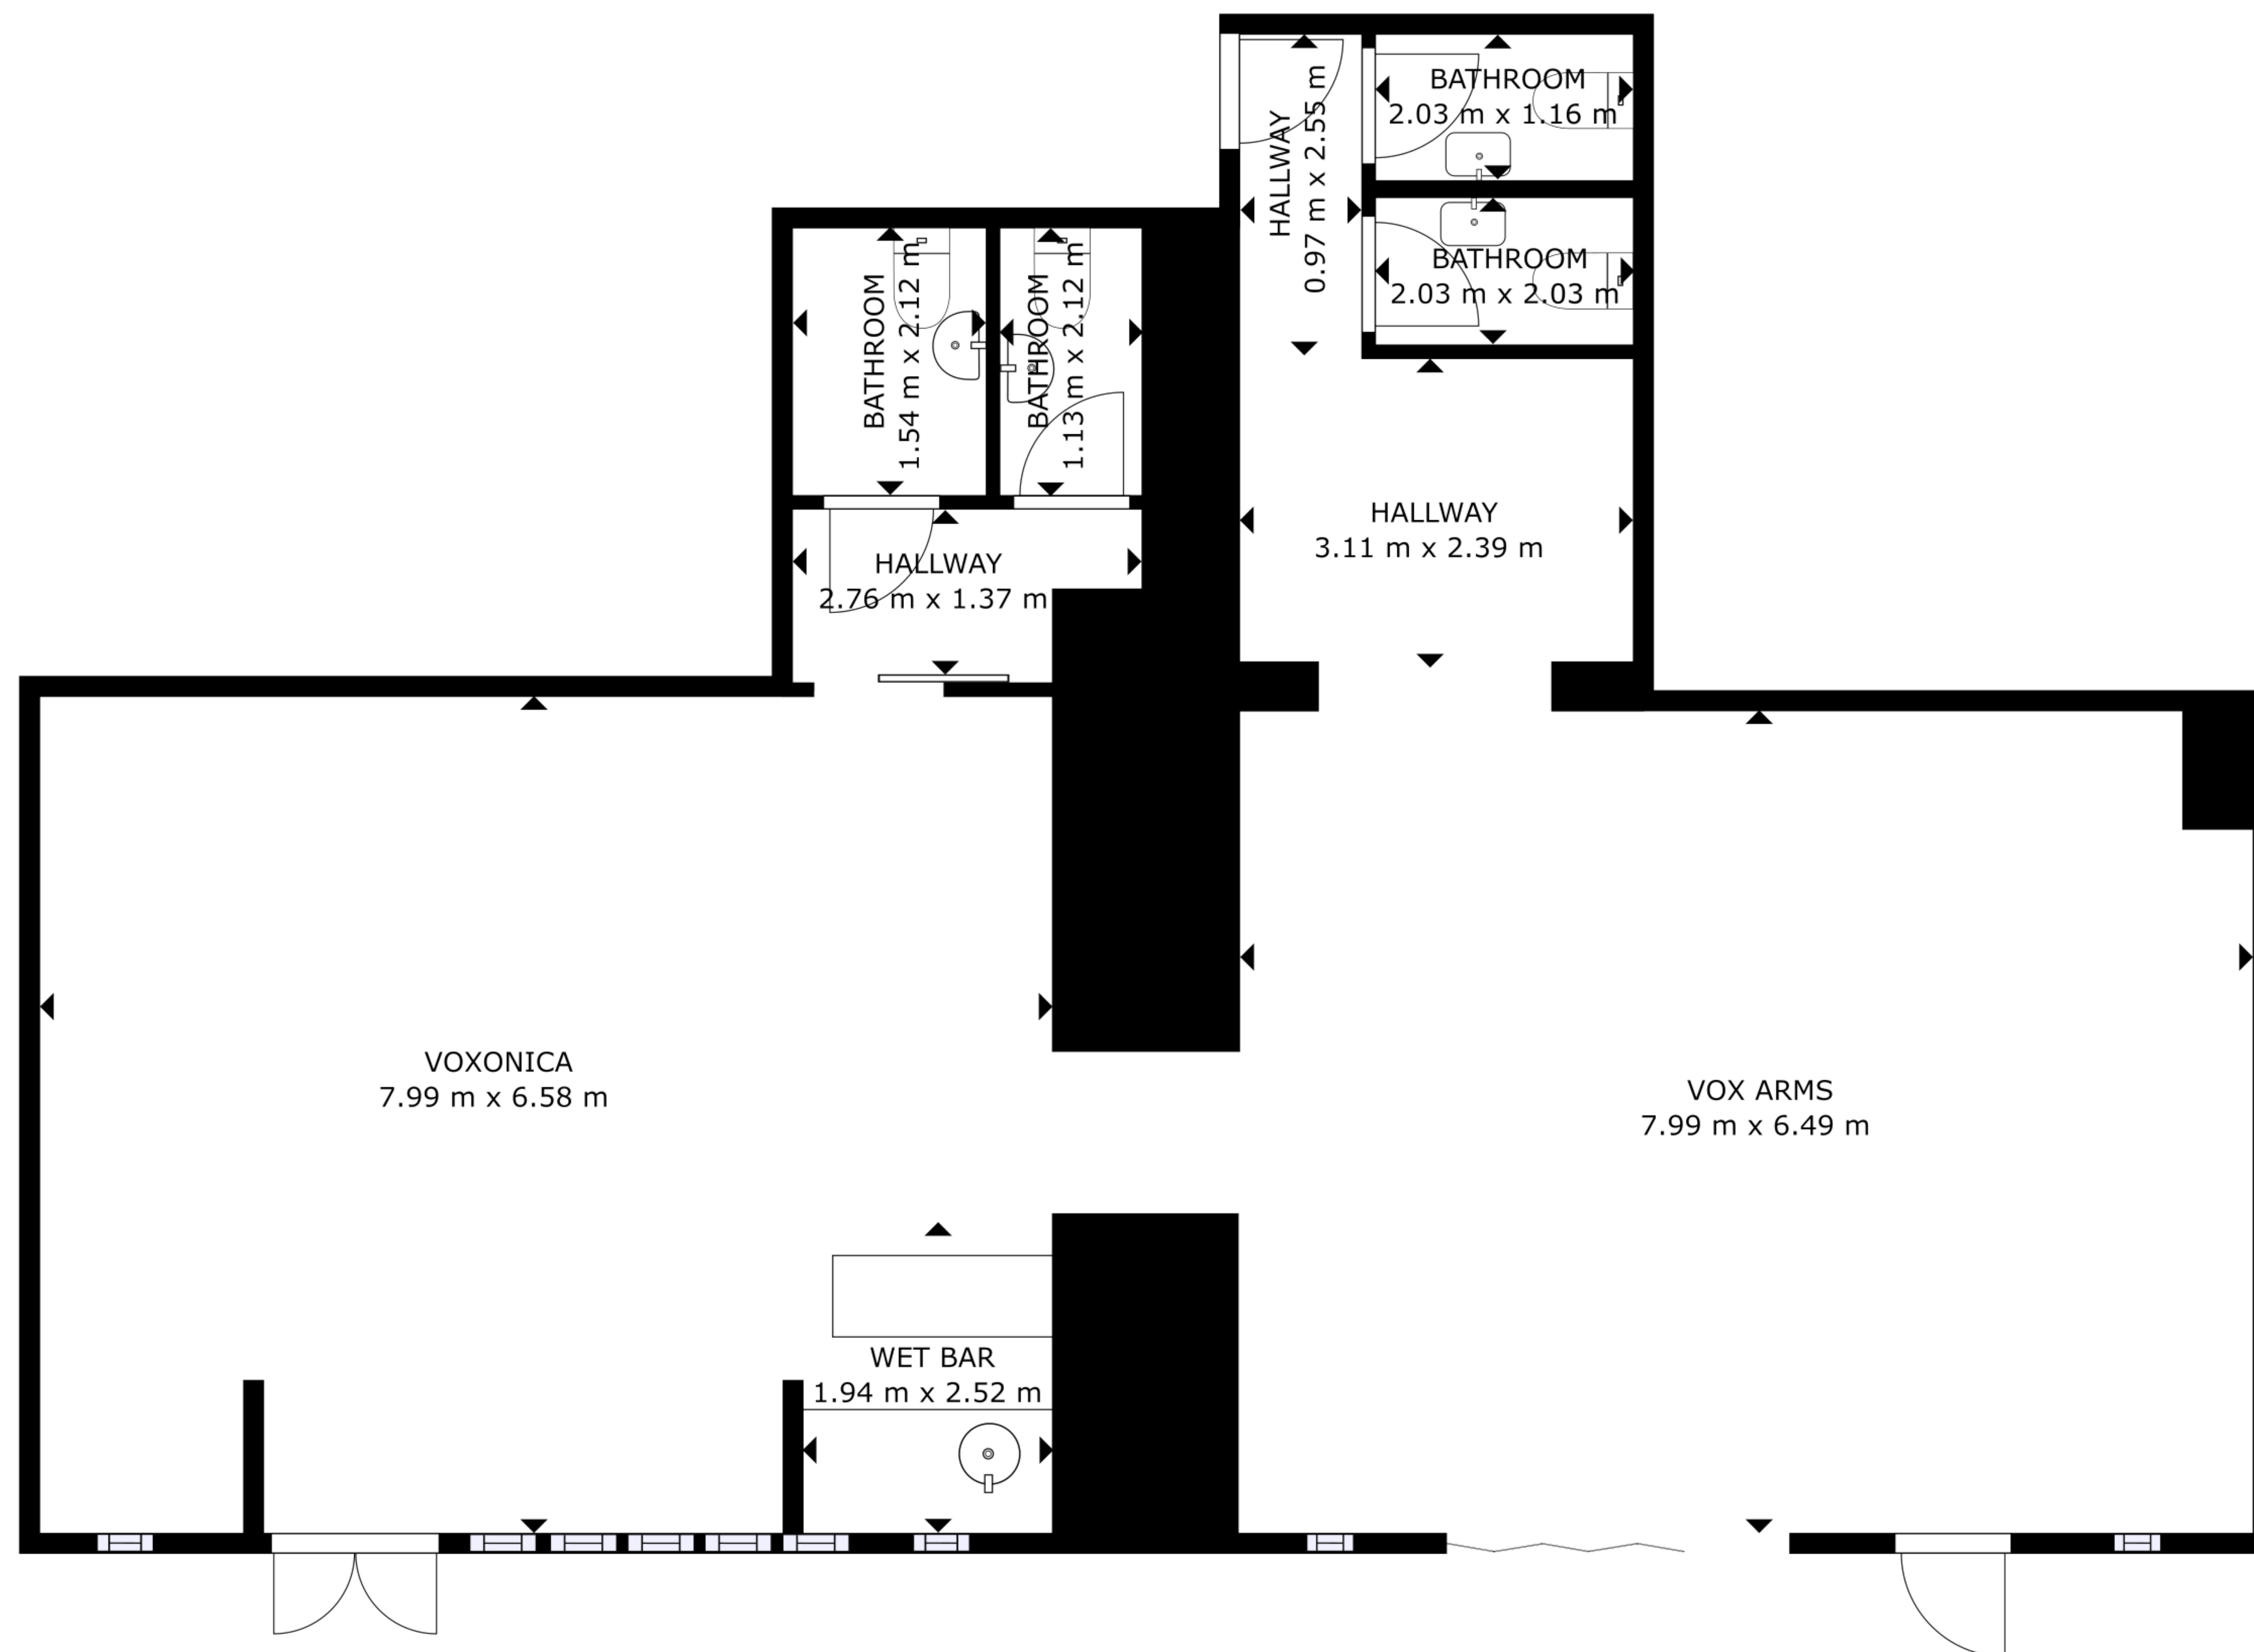 BATHROOM
2.03 m x 1.16 m
HALLWAY
0.97 m x 2.55 m
BATHROOM
2.03 m x 2.03 m
BATHROOM
1.54 m x 2.12 m
BATHROOM
1.13 m x 2.12 m
HALLWAY
3.11 m x 2.39 m
HALLWAY
2.76 m x 1.37 m
VOXONICA
7.99 m x 6.58 m
VOX ARMS
7.99 m x 6.49 m
WET BAR
1.94 m x 2.52 m